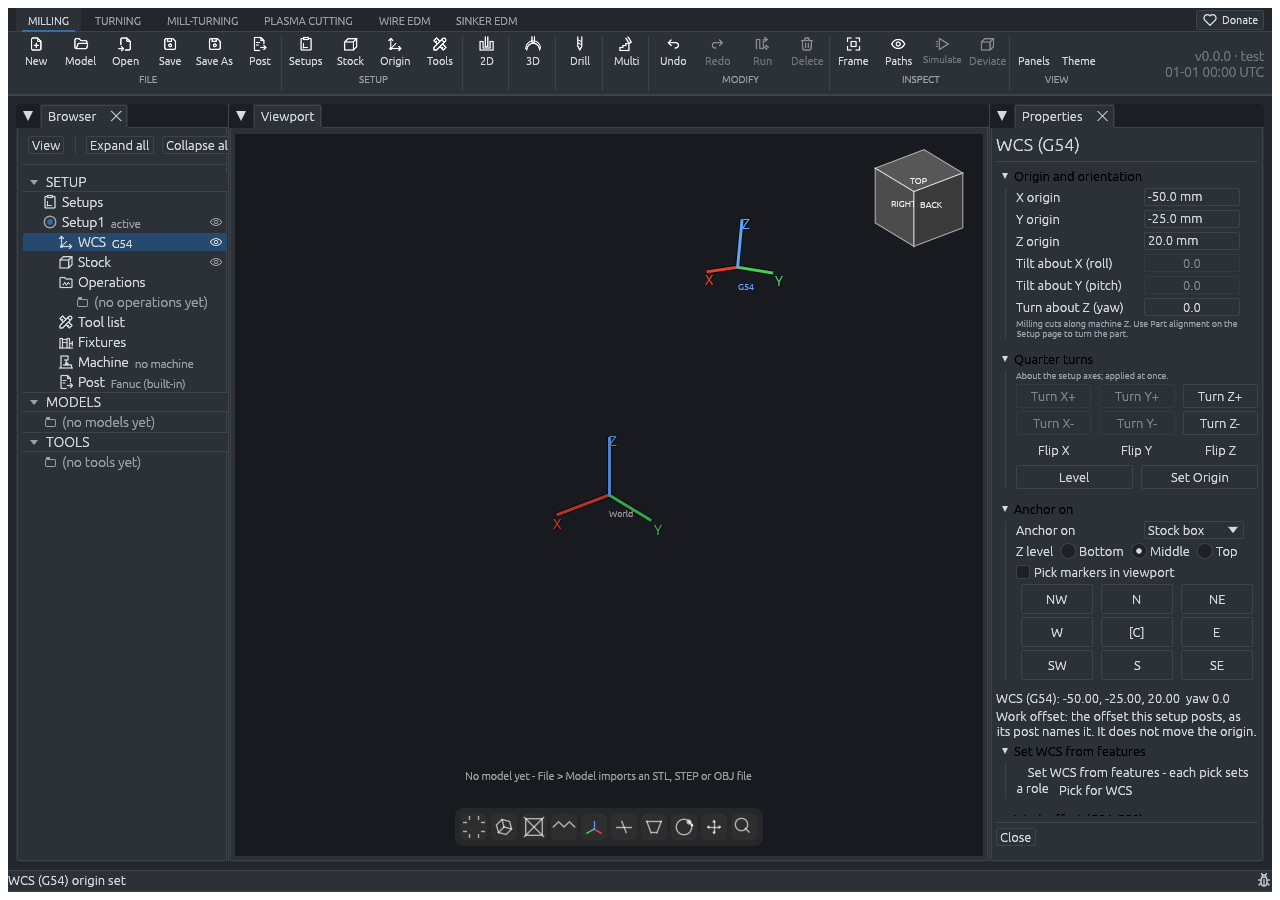 MILLING TURNING MILL-TURNING PLASMA CUTTING WIRE EDM SINKER EDM Donate
New Model Open Save Save As Post Setups Stock Origin Tools 2D 3D Drill Multi Undo Redo Run Delete Frame Paths Simulate Deviate Panels Theme
FILE SETUP MODIFY INSPECT VIEW
v0.0.0 · test
01-01 00:00 UTC
Browser
View Expand all Collapse al
SETUP
Setups
Setup1 active
WCS G54
Stock
Operations
(no operations yet)
Tool list
Fixtures
Machine no machine
Post Fanuc (built-in)
MODELS
(no models yet)
TOOLS
(no tools yet)
Viewport
TOP
RIGHT BACK
Z
X Y
G54
Z
World
X Y
No model yet - File > Model imports an STL, STEP or OBJ file
Properties
WCS (G54)
Origin and orientation
X origin -50.0 mm
Y origin -25.0 mm
Z origin 20.0 mm
Tilt about X (roll) 0.0
Tilt about Y (pitch) 0.0
Turn about Z (yaw) 0.0
Milling cuts along machine Z. Use Part alignment on the
Setup page to turn the part.
Quarter turns
About the setup axes; applied at once.
Turn X+ Turn Y+ Turn Z+
Turn X- Turn Y- Turn Z-
Flip X Flip Y Flip Z
Level Set Origin
Anchor on
Anchor on Stock box
Z level Bottom Middle Top
Pick markers in viewport
NW N NE
W [C] E
SW S SE
WCS (G54): -50.00, -25.00, 20.00 yaw 0.0
Work offset: the offset this setup posts, as
its post names it. It does not move the origin.
Set WCS from features
Set WCS from features - each pick sets
a role Pick for WCS
Close
WCS (G54) origin set